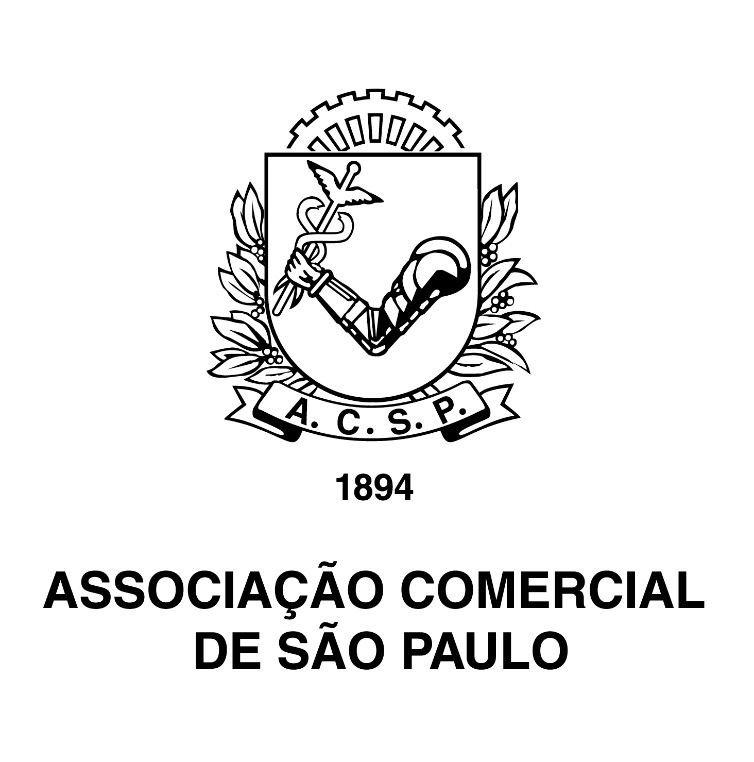 A. C. S. P.
1894
ASSOCIAÇÃO COMERCIAL
DE SÃO PAULO